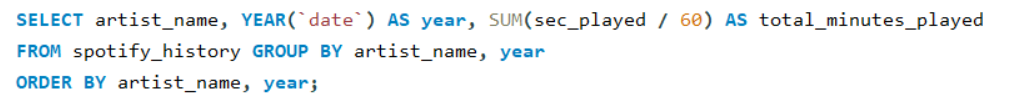 SELECT artist_name, YEAR(`date`) AS year, SUM(sec_played / 60) AS total_minutes_played
FROM spotify_history GROUP BY artist_name, year
ORDER BY artist_name, year;